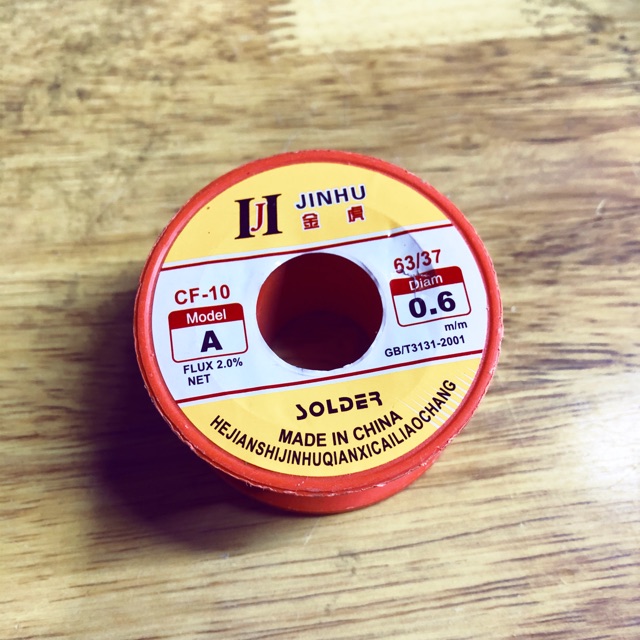 JH JINHU
金虎
CF-10
Model
A
FLUX 2.0%
NET
63/37
Diam
0.6
m/m
GB/T3131-2001
SOLDER
MADE IN CHINA
HEJIANSHIJINHUQIANXICAILIAOCHANG